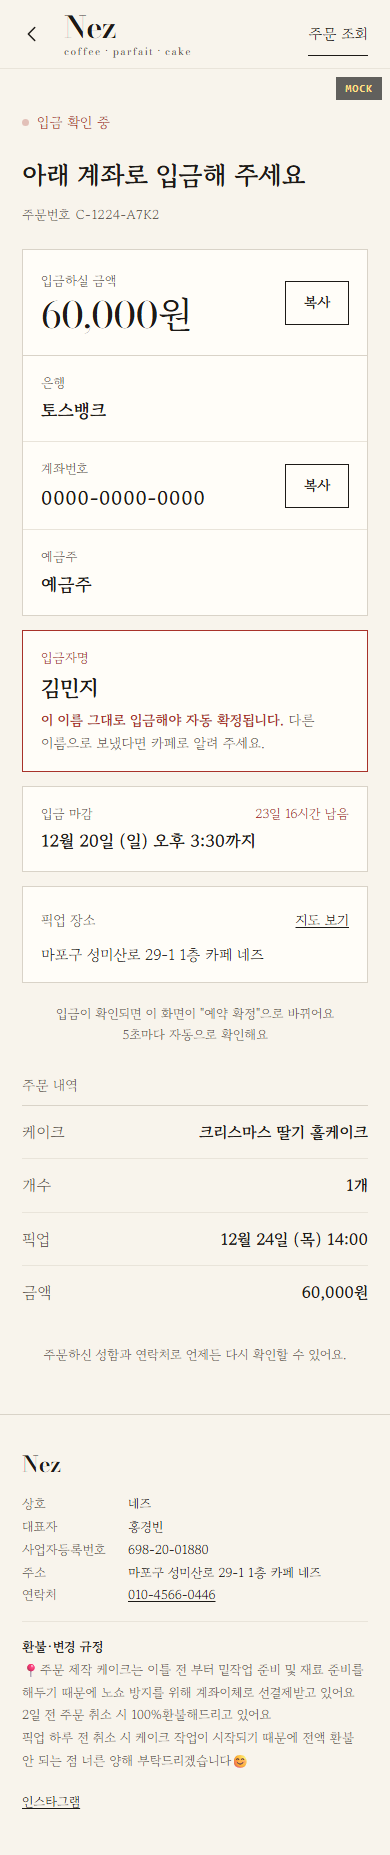 Nez
coffee · parfait · cake
주문 조회
MOCK
입금 확인 중
아래 계좌로 입금해 주세요
주문번호 C-1224-A7K2
입금하실 금액
60,000원
복사
은행
토스뱅크
계좌번호
0000-0000-0000
복사
예금주
예금주
입금자명
김민지
이 이름 그대로 입금해야 자동 확정됩니다. 다른
이름으로 보냈다면 카페로 알려 주세요.
입금 마감
23일 16시간 남음
12월 20일 (일) 오후 3:30까지
픽업 장소
지도 보기
마포구 성미산로 29-1 1층 카페 네즈
입금이 확인되면 이 화면이 "예약 확정"으로 바뀌어요
5초마다 자동으로 확인해요
주문 내역
케이크
크리스마스 딸기 홀케이크
개수
1개
픽업
12월 24일 (목) 14:00
금액
60,000원
주문하신 성함과 연락처로 언제든 다시 확인할 수 있어요.
Nez
상호
네즈
대표자
홍경빈
사업자등록번호
698-20-01880
주소
마포구 성미산로 29-1 1층 카페 네즈
연락처
010-4566-0446
환불·변경 규정
📍주문 제작 케이크는 이틀 전 부터 밑작업 준비 및 재료 준비를
해두기 때문에 노쇼 방지를 위해 계좌이체로 선결제받고 있어요
2일 전 주문 취소 시 100%환불해드리고 있어요
픽업 하루 전 취소 시 케이크 작업이 시작되기 때문에 전액 환불
안 되는 점 너른 양해 부탁드리겠습니다😊
인스타그램